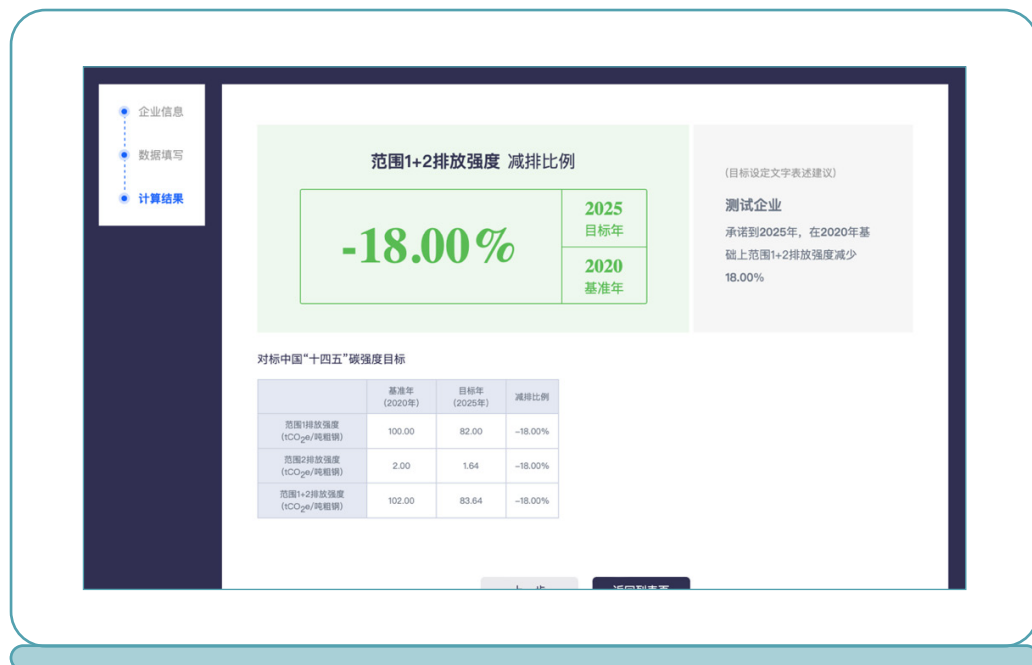 企业信息
数据填写
计算结果
范围1+2排放强度 减排比例
-18.00%
2025
目标年
2020
基准年
(目标设定文字表述建议)
测试企业
承诺到2025年，在2020年基
础上范围1+2排放强度减少
18.00%
对标中国“十四五”碳强度目标
基准年
(2020年)
目标年
(2025年)
减排比例
范围1排放强度
(tCO2e/吨粗钢)
100.00
82.00
-18.00%
范围2排放强度
(tCO2e/吨粗钢)
2.00
1.64
-18.00%
范围1+2排放强度
(tCO2e/吨粗钢)
102.00
83.64
-18.00%